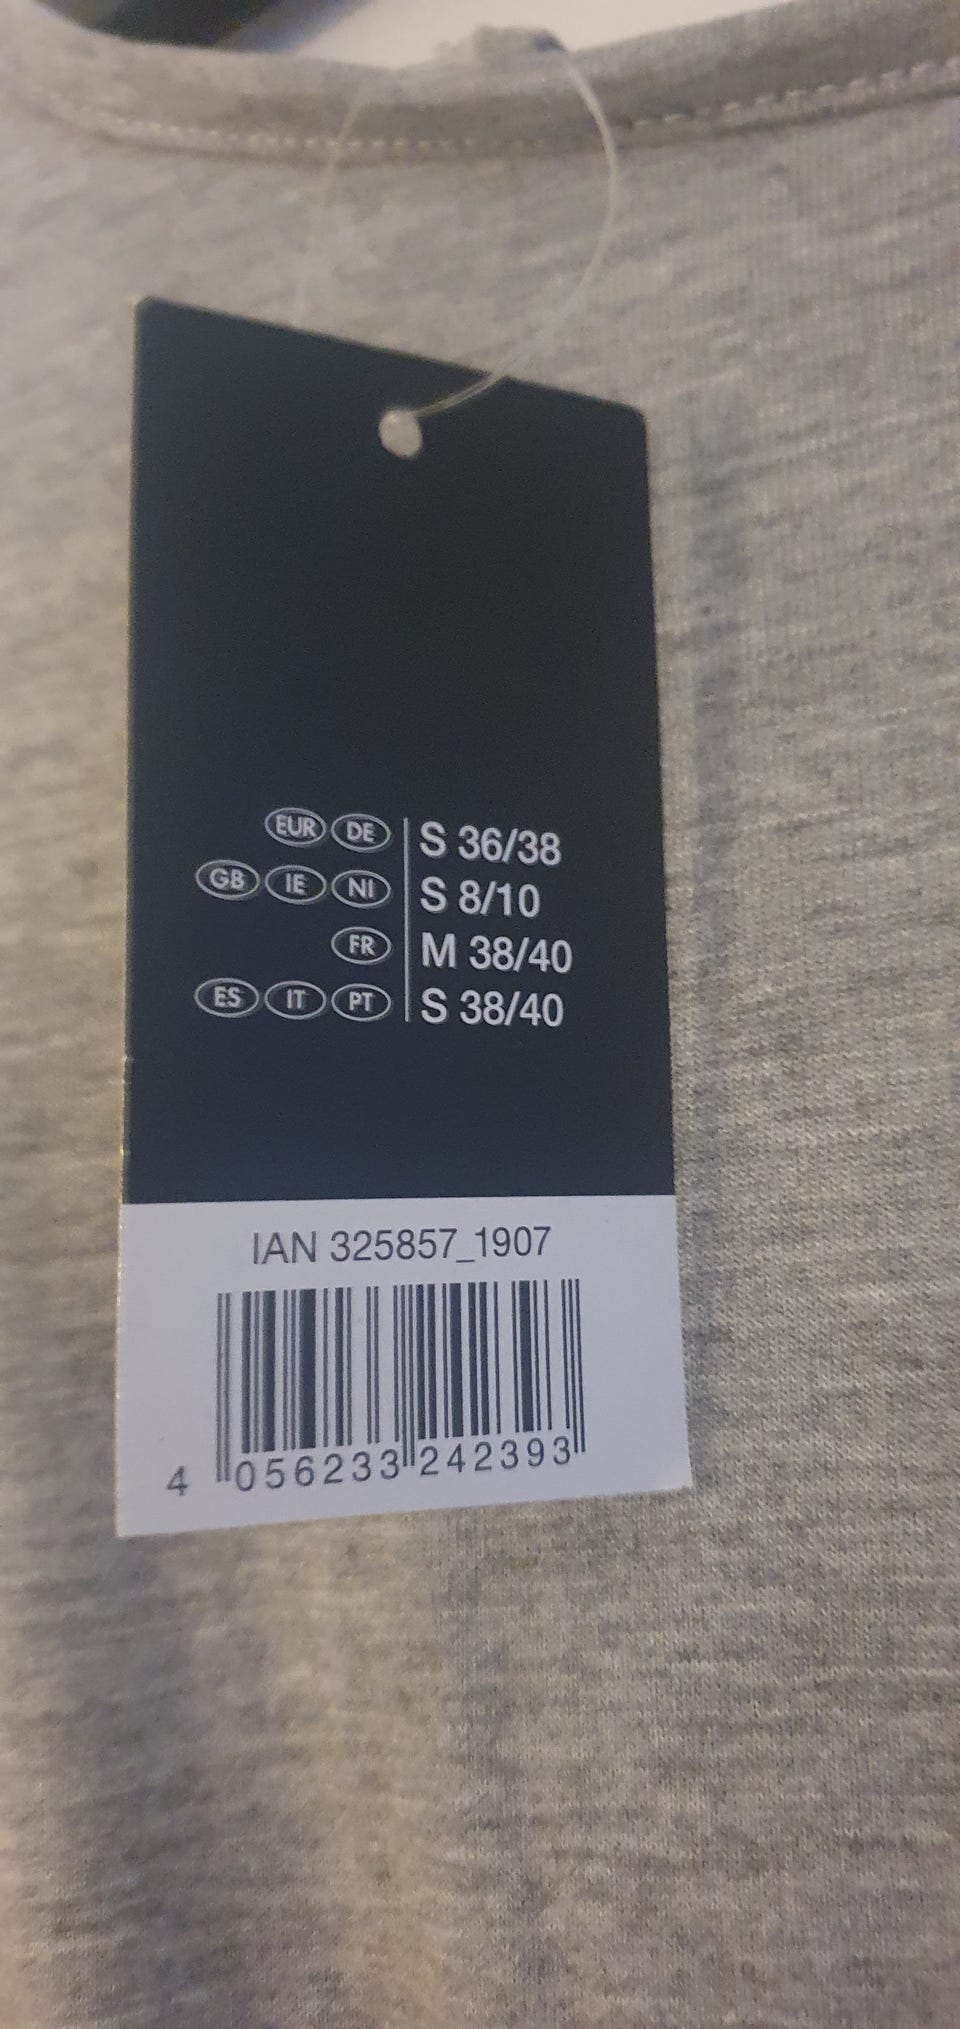 EUR DE S 36/38
GB IE NI S 8/10
FR M 38/40
ES IT PT S 38/40
IAN 325857_1907
4 056233 242393